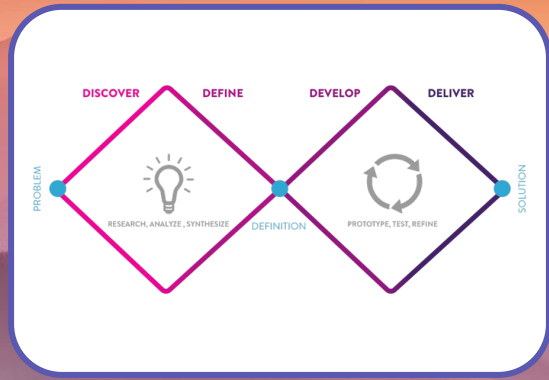 DISCOVER
DEFINE
DEVELOP
DELIVER
PROBLEM
RESEARCH, ANALYZE , SYNTHESIZE
DEFINITION
PROTOTYPE, TEST, REFINE
SOLUTION